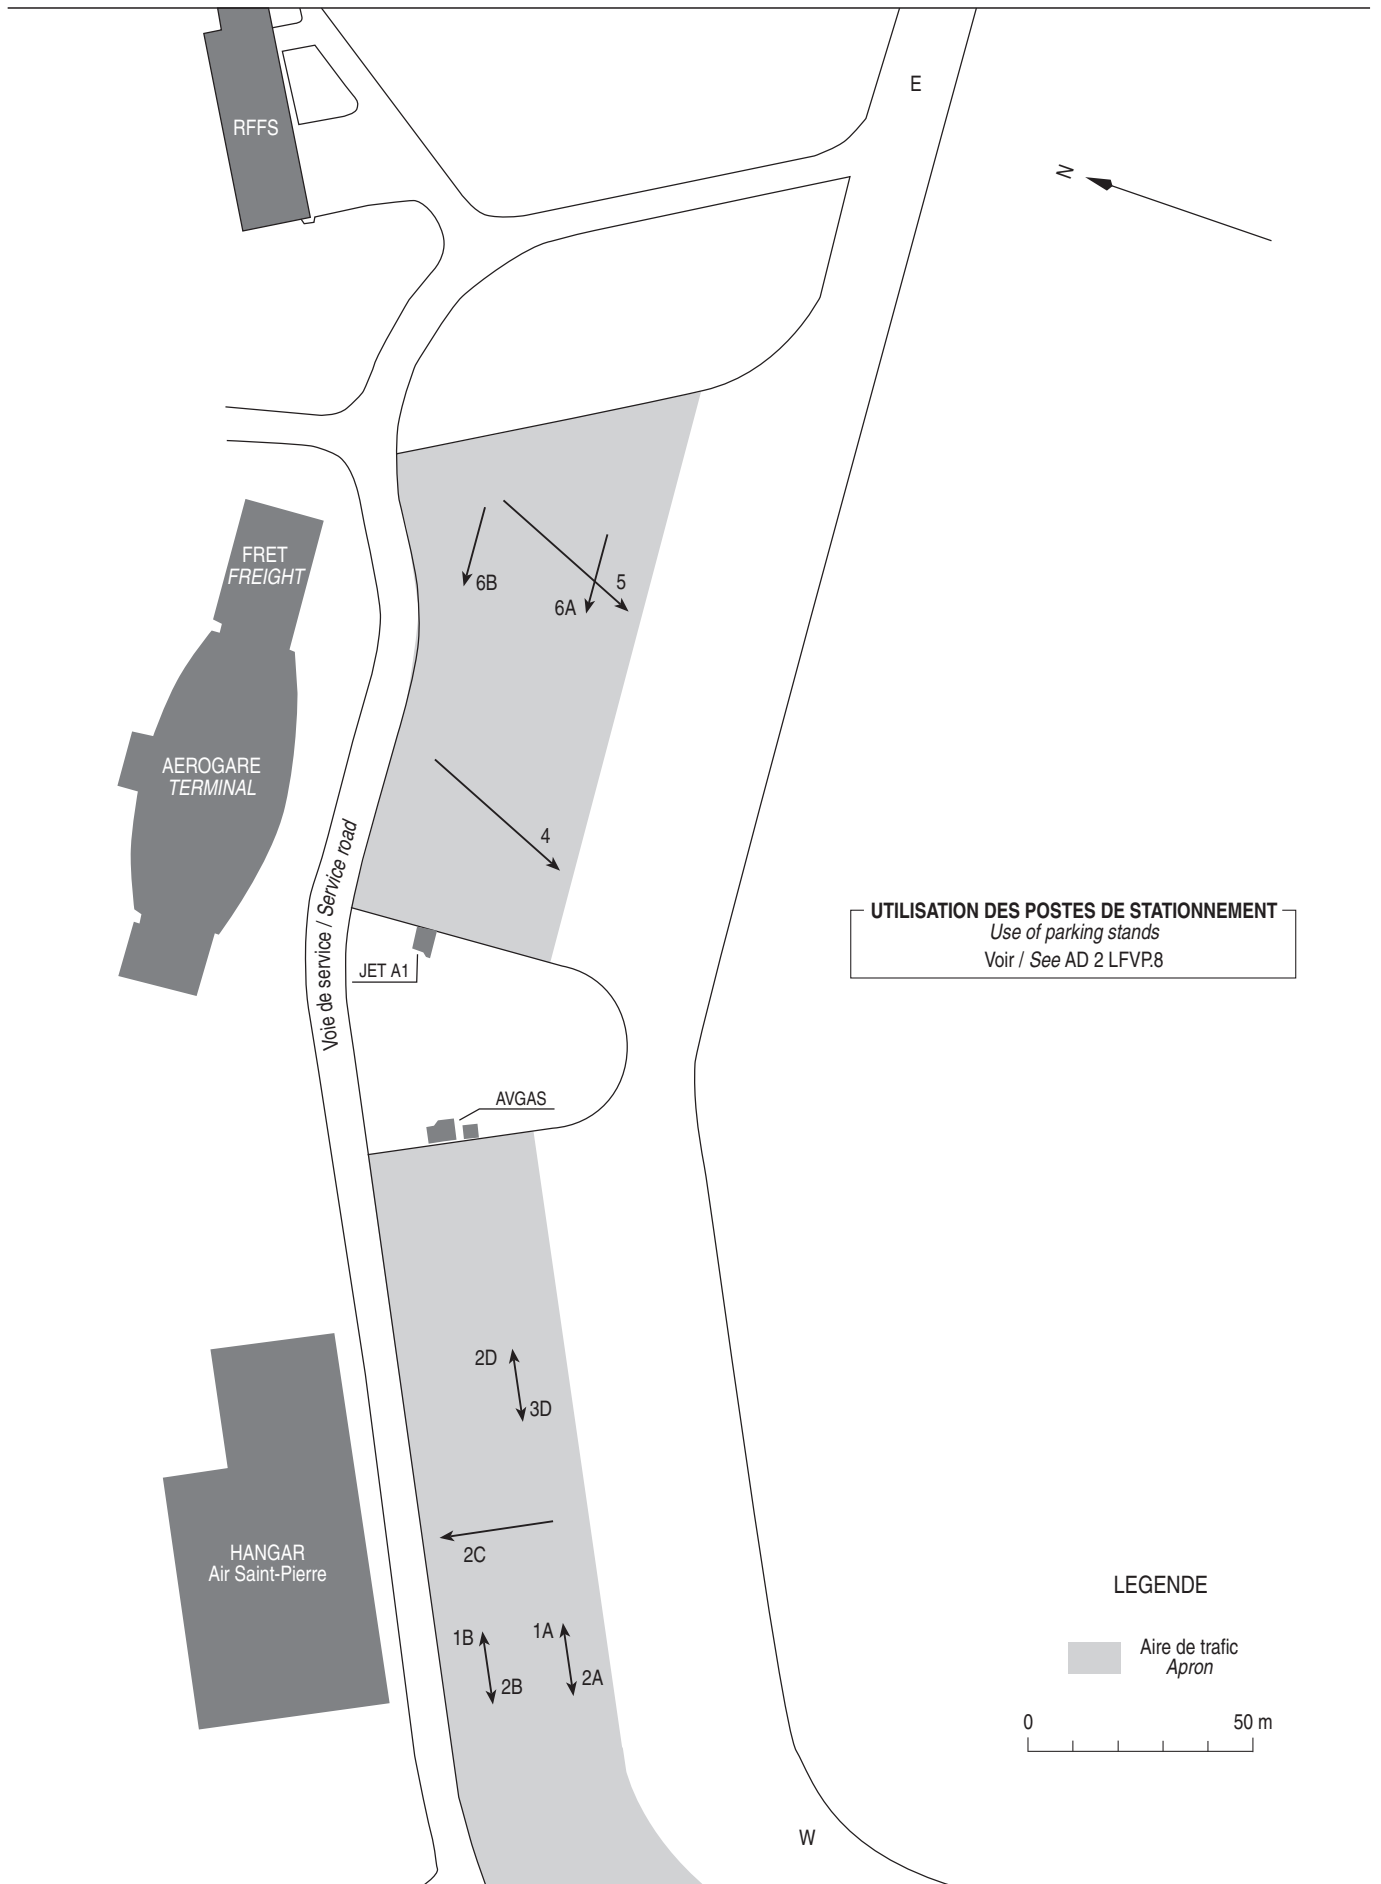 E
RFFS
N
FRET
FREIGHT
6B
5
6A
AEROGARE
TERMINAL
4
Voie de service / Service road
UTILISATION DES POSTES DE STATIONNEMENT
Use of parking stands
Voir / See AD 2 LFVP.8
JET A1
AVGAS
2D
3D
2C
HANGAR
Air Saint-Pierre
1B
1A
2B
2A
LEGENDE
Aire de trafic
Apron
0 50 m
W